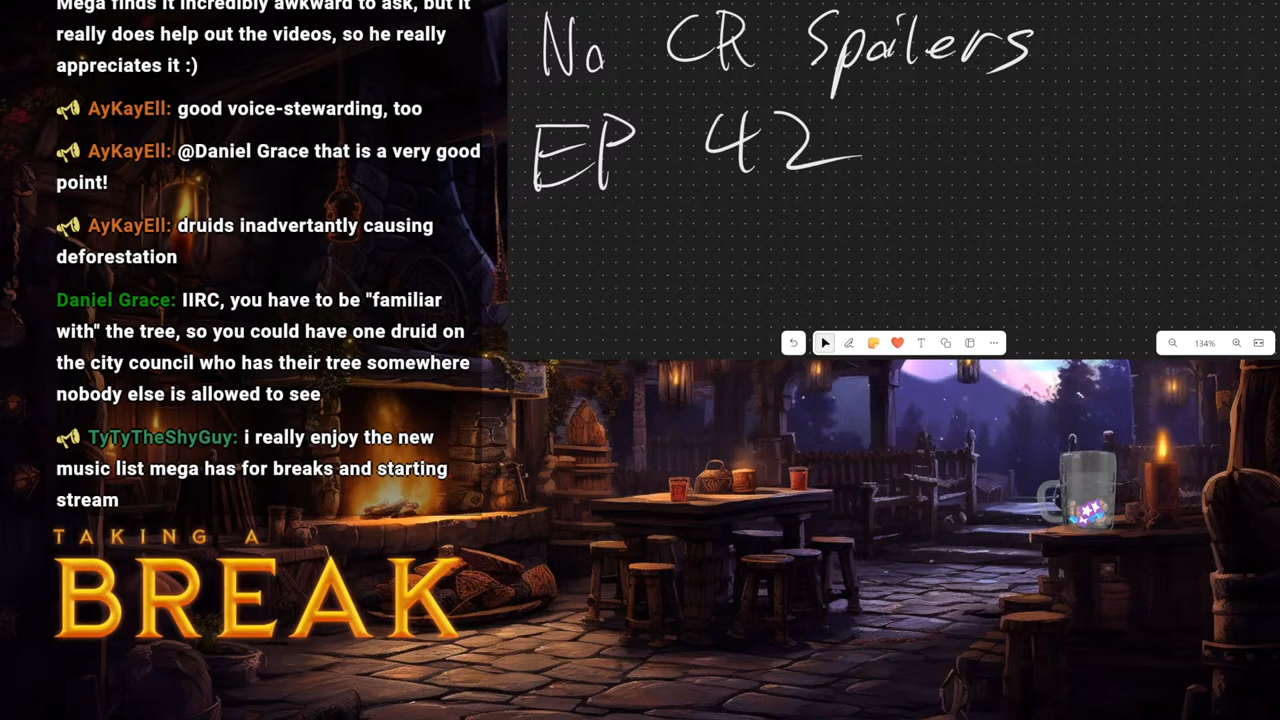 Mega finds it incredibly awkward to ask, but it
really does help out the videos, so he really
appreciates it :)
AyKayEll: good voice-stewarding, too
AyKayEll: @Daniel Grace that is a very good
point!
AyKayEll: druids inadvertantly causing
deforestation
Daniel Grace: IIRC, you have to be "familiar
with" the tree, so you could have one druid on
the city council who has their tree somewhere
nobody else is allowed to see
TyTyTheShyGuy: i really enjoy the new
music list mega has for breaks and starting
stream
TAKING A
BREAK
No CR Spoilers
EP 42
134%